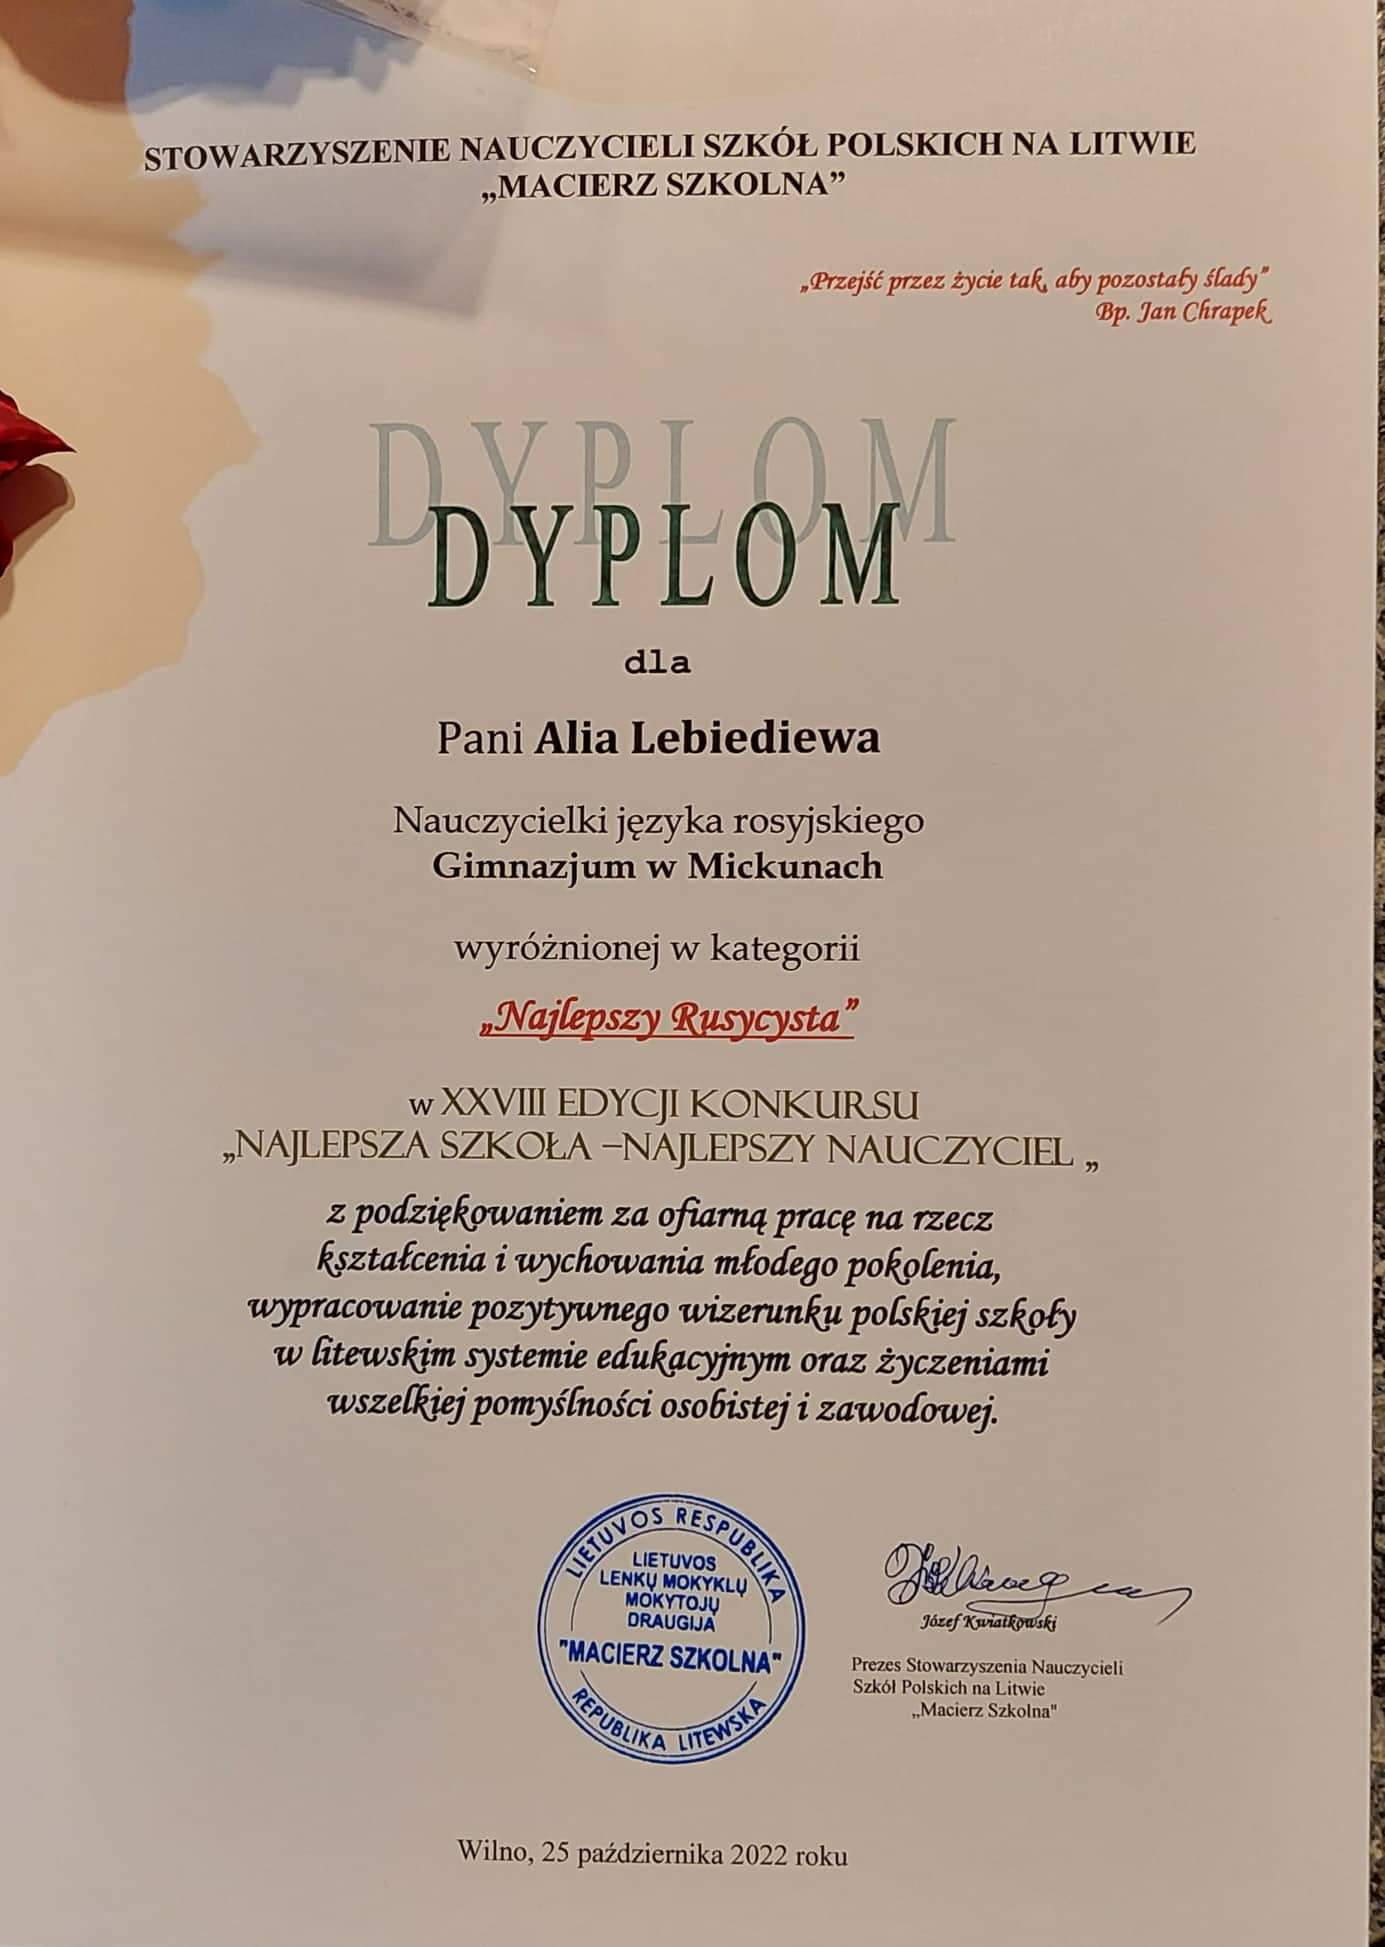 STOWARZYSZENIE NAUCZYCIELI SZKÓŁ POLSKICH NA LITWIE
„MACIERZ SZKOLNA”
„Przejść przez życie tak, aby pozostały ślady”
Bp. Jan Chrapek
DYPLOM
DYPLOM
dla
Pani Alia Lebiediewa
Nauczycielki języka rosyjskiego
Gimnazjum w Mickunach
wyróżnionej w kategorii
„Najlepszy Rusycysta”
w XXVIII EDYCJI KONKURSU
„NAJLEPSZA SZKOŁA –NAJLEPSZY NAUCZYCIEL „
z podziękowaniem za ofiarną pracę na rzecz
kształcenia i wychowania młodego pokolenia,
wypracowanie pozytywnego wizerunku polskiej szkoły
w litewskim systemie edukacyjnym oraz życzeniami
wszelkiej pomyślności osobistej i zawodowej.
LIETUVOS RESPUBLIKA
LIETUVOS
LENKŲ MOKYKLŲ
MOKYTOJŲ
DRAUGIJA
"MACIERZ SZKOLNA"
REPUBLIKA LITEWSKA
Józef Kwiatkowski
Prezes Stowarzyszenia Nauczycieli
Szkół Polskich na Litwie
„Macierz Szkolna"
Wilno, 25 października 2022 roku